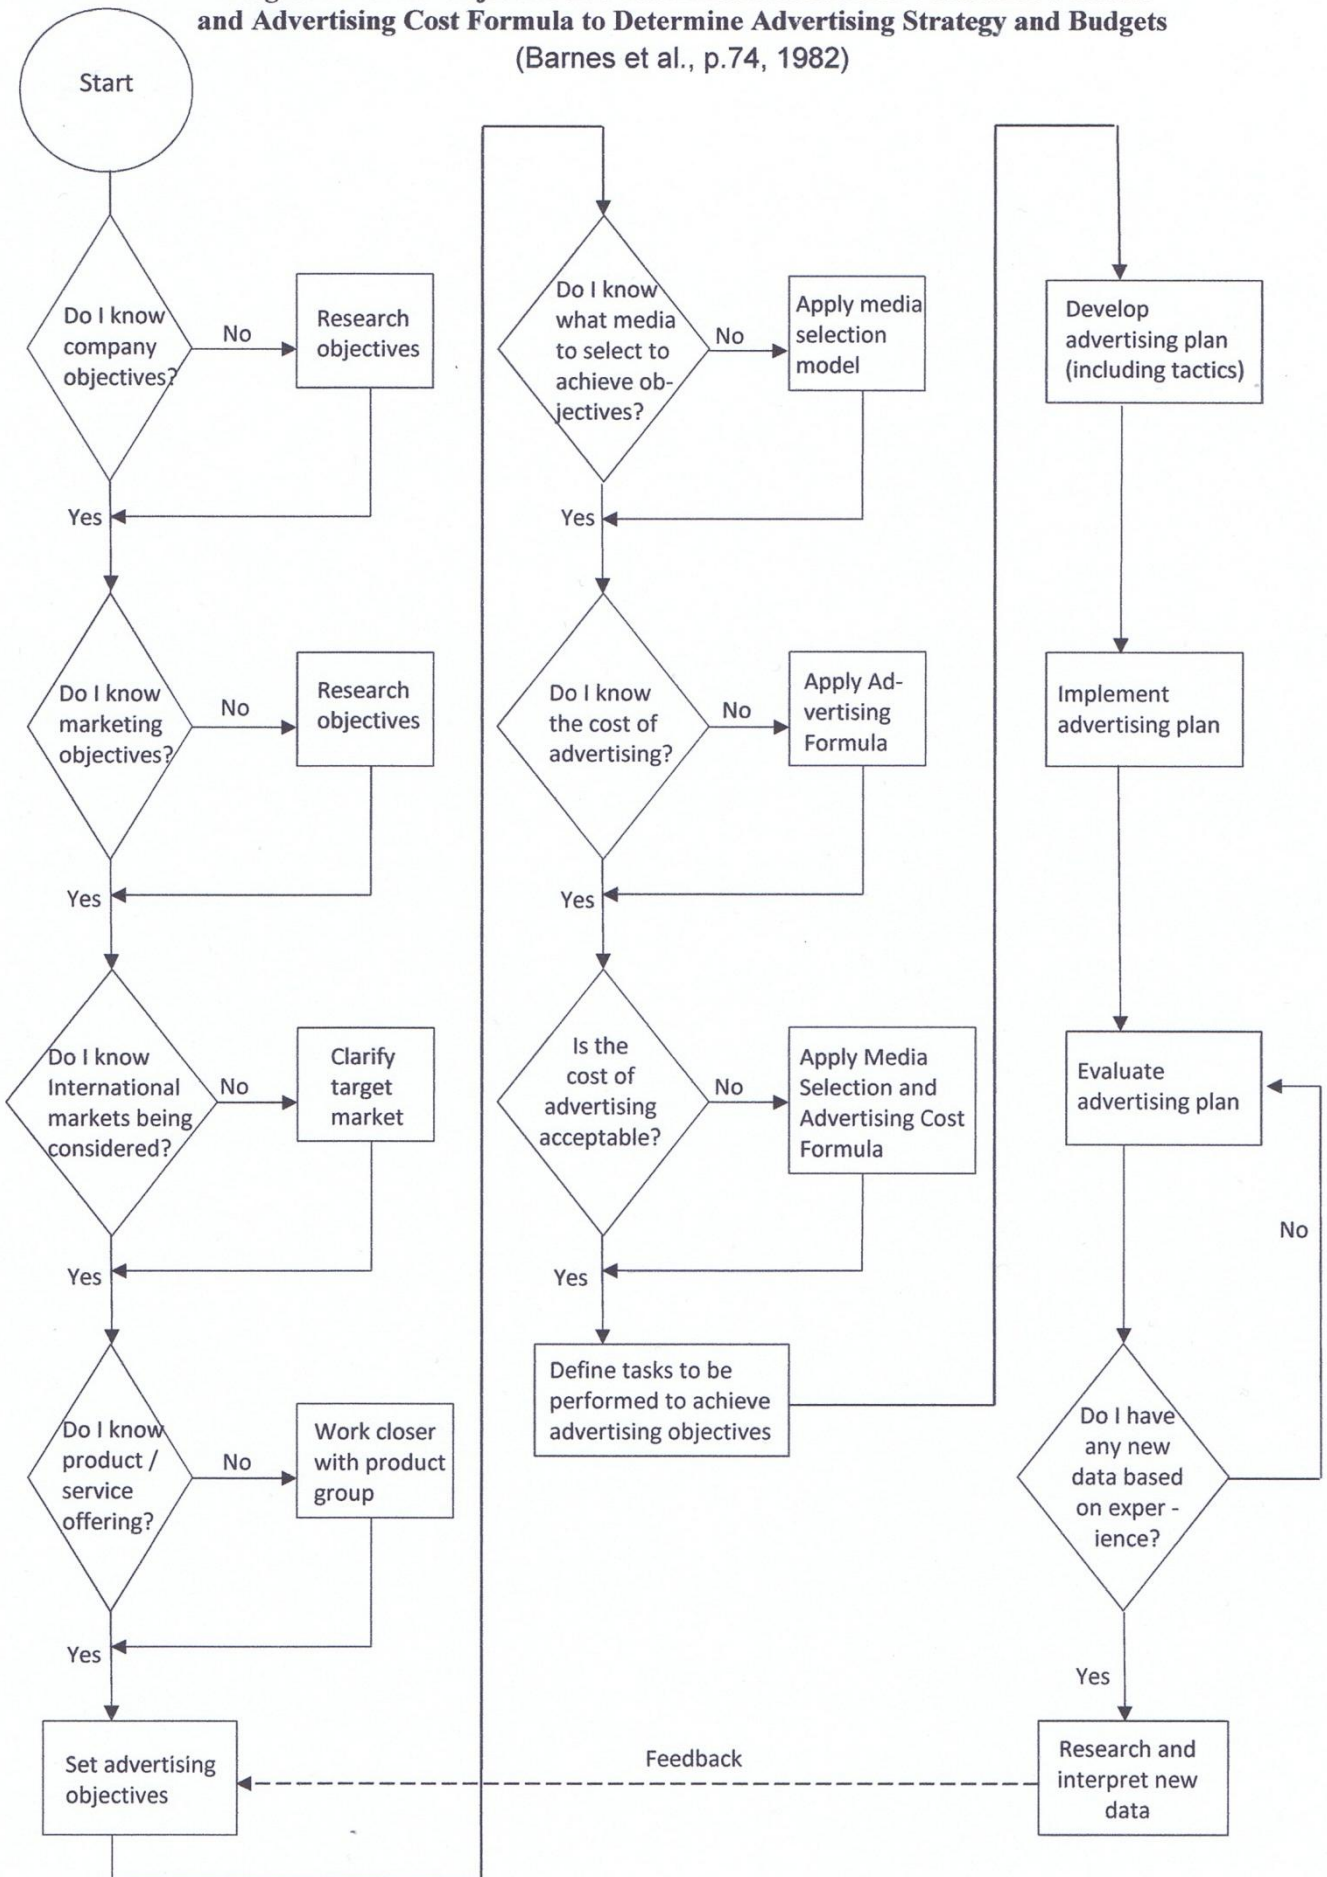 and Advertising Cost Formula to Determine Advertising Strategy and Budgets
(Barnes et al., p.74, 1982)
Start
Do I know
company
objectives?
No
Research
objectives
Yes
Do I know
marketing
objectives?
No
Research
objectives
Yes
Do I know
International
markets being
considered?
No
Clarify
target
market
Yes
Do I know
product /
service
offering?
No
Work closer
with product
group
Yes
Set advertising
objectives
Do I know
what media
to select to
achieve ob-
jectives?
No
Apply media
selection
model
Yes
Do I know
the cost of
advertising?
No
Apply Ad-
vertising
Formula
Yes
Is the
cost of
advertising
acceptable?
No
Apply Media
Selection and
Advertising Cost
Formula
Yes
Define tasks to be
performed to achieve
advertising objectives
Develop
advertising plan
(including tactics)
Implement
advertising plan
Evaluate
advertising plan
No
Do I have
any new
data based
on exper -
ience?
Yes
Research and
interpret new
data
Feedback